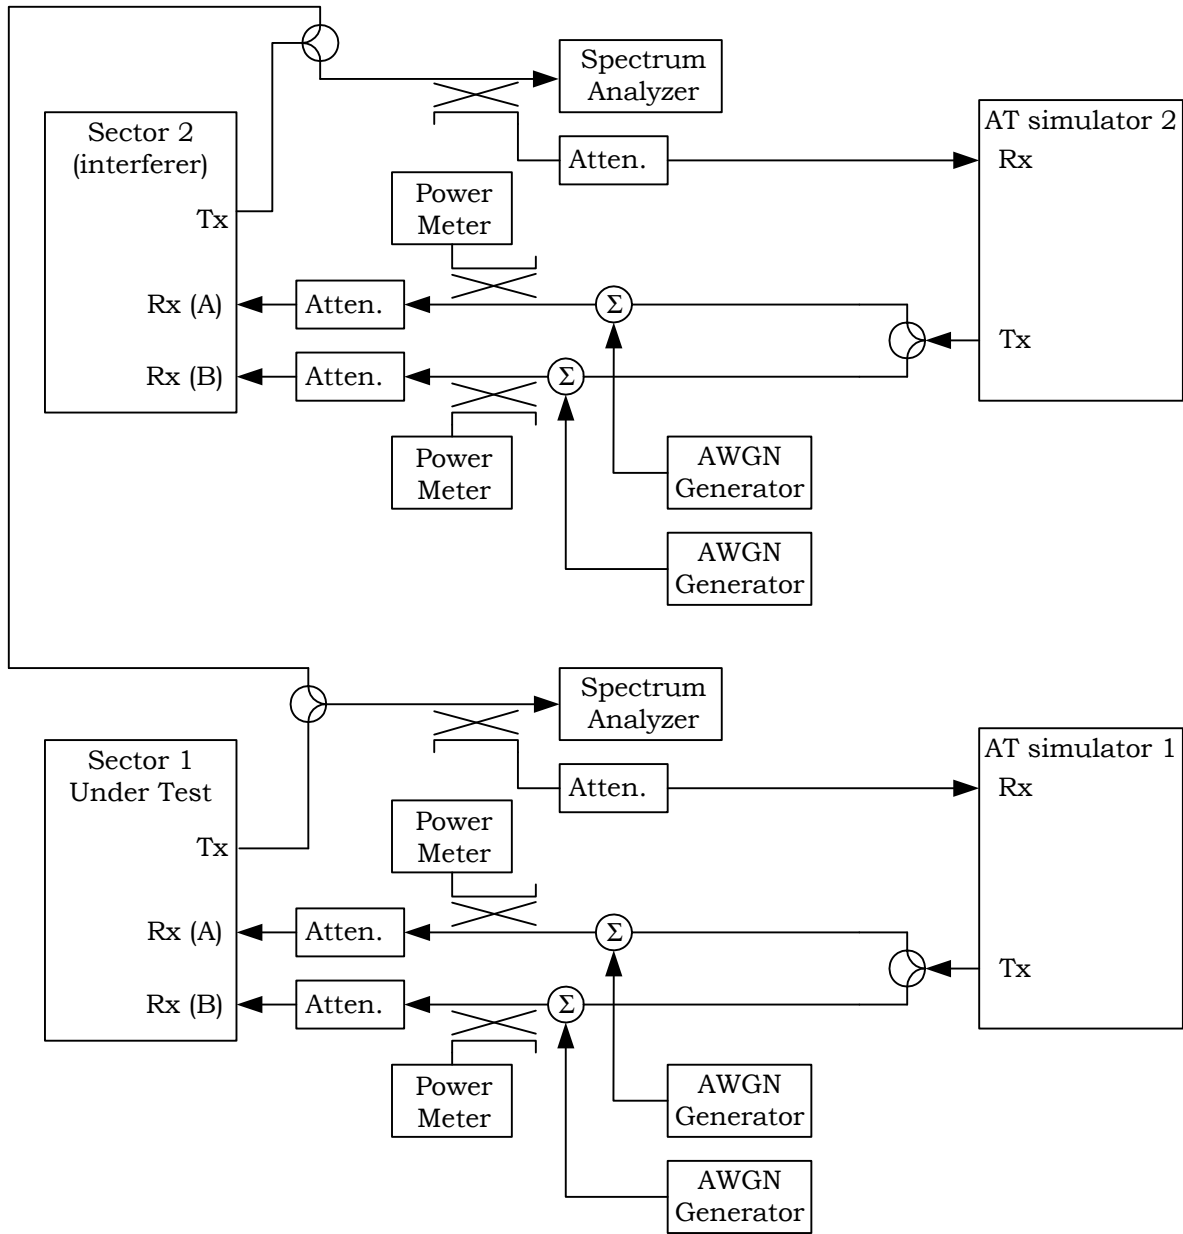 Spectrum
Analyzer
Sector 2
(interferer)
AT simulator 2
Atten.
Rx
Power
Meter
Tx
Rx (A)
Atten.
Σ
Tx
Rx (B)
Atten.
Σ
Power
Meter
AWGN
Generator
AWGN
Generator
Spectrum
Analyzer
Sector 1
Under Test
AT simulator 1
Atten.
Rx
Power
Meter
Tx
Rx (A)
Atten.
Σ
Tx
Rx (B)
Atten.
Σ
Power
Meter
AWGN
Generator
AWGN
Generator